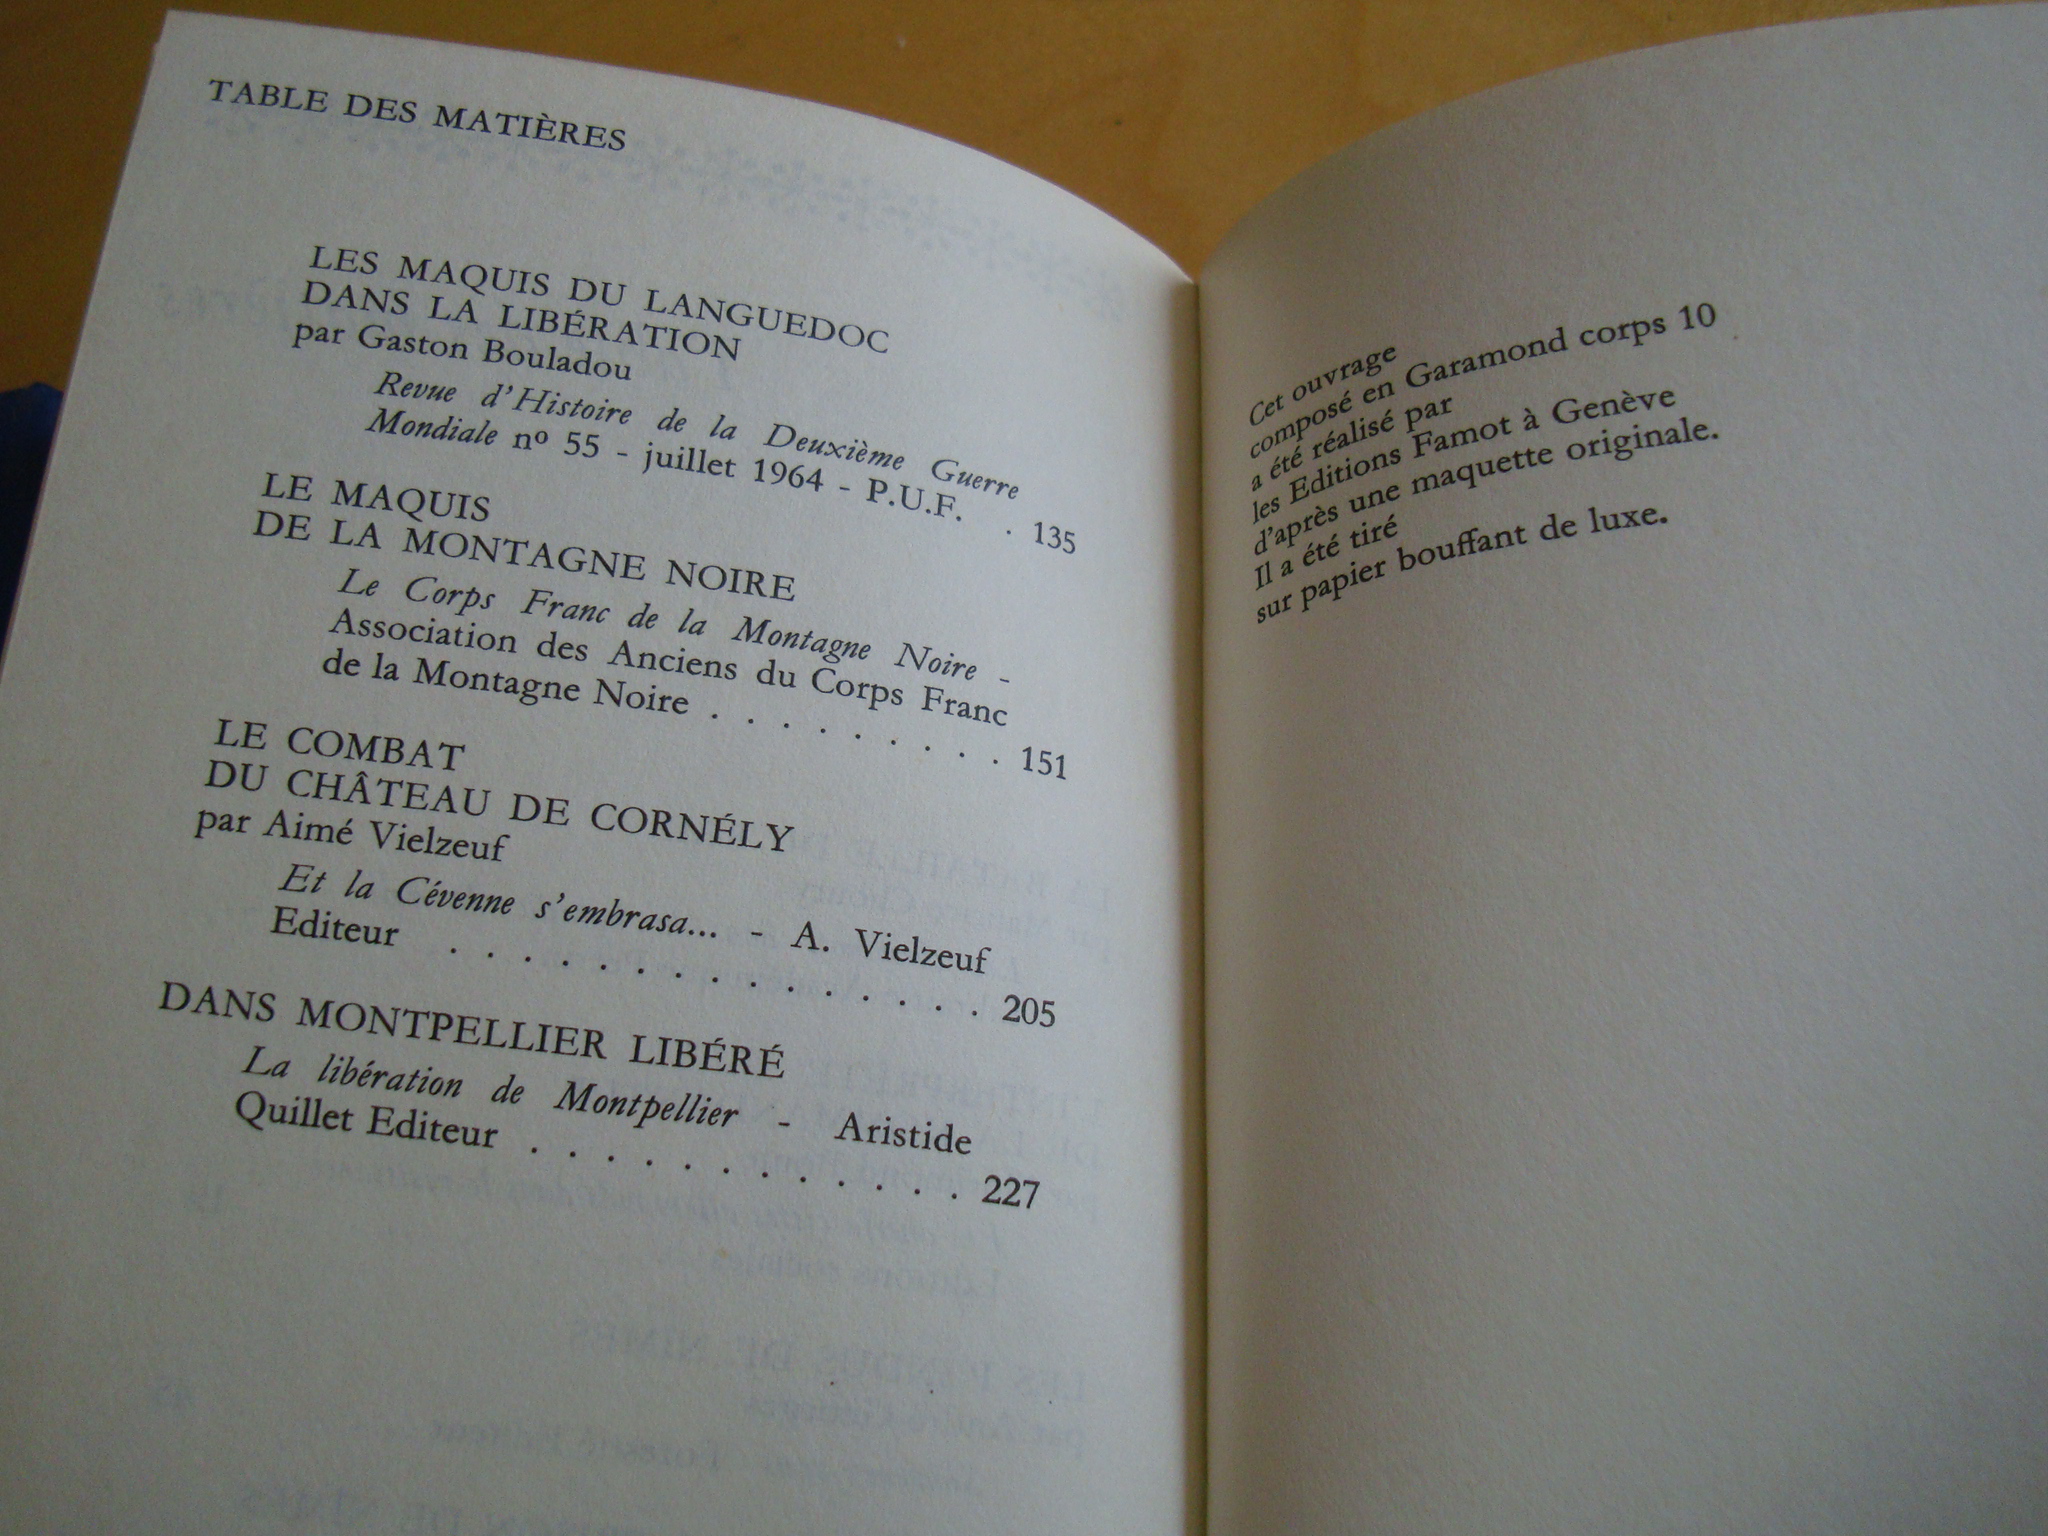 TABLE DES MATIÈRES
LES MAQUIS DU LANGUEDOC
DANS LA LIBÉRATION
par Gaston Bouladou
Revue d'Histoire de la Deuxième Guerre
Mondiale nº 55 - juillet 1964 - P.U.F. . 135
LE MAQUIS
DE LA MONTAGNE NOIRE
Le Corps Franc de la Montagne Noire -
Association des Anciens du Corps Franc
de la Montagne Noire . . . . . . . . . 151
LE COMBAT
DU CHÂTEAU DE CORNÉLY
par Aimé Vielzeuf
Et la Cévenne s'embrasa... - A. Vielzeuf
Editeur . . . . . . . . . . . . . . . 205
DANS MONTPELLIER LIBÉRÉ
La libération de Montpellier - Aristide
Quillet Editeur . . . . . . . . . . . . 227
Cet ouvrage
composé en Garamond corps 10
a été réalisé par
les Editions Famot à Genève
d'après une maquette originale.
Il a été tiré
sur papier bouffant de luxe.